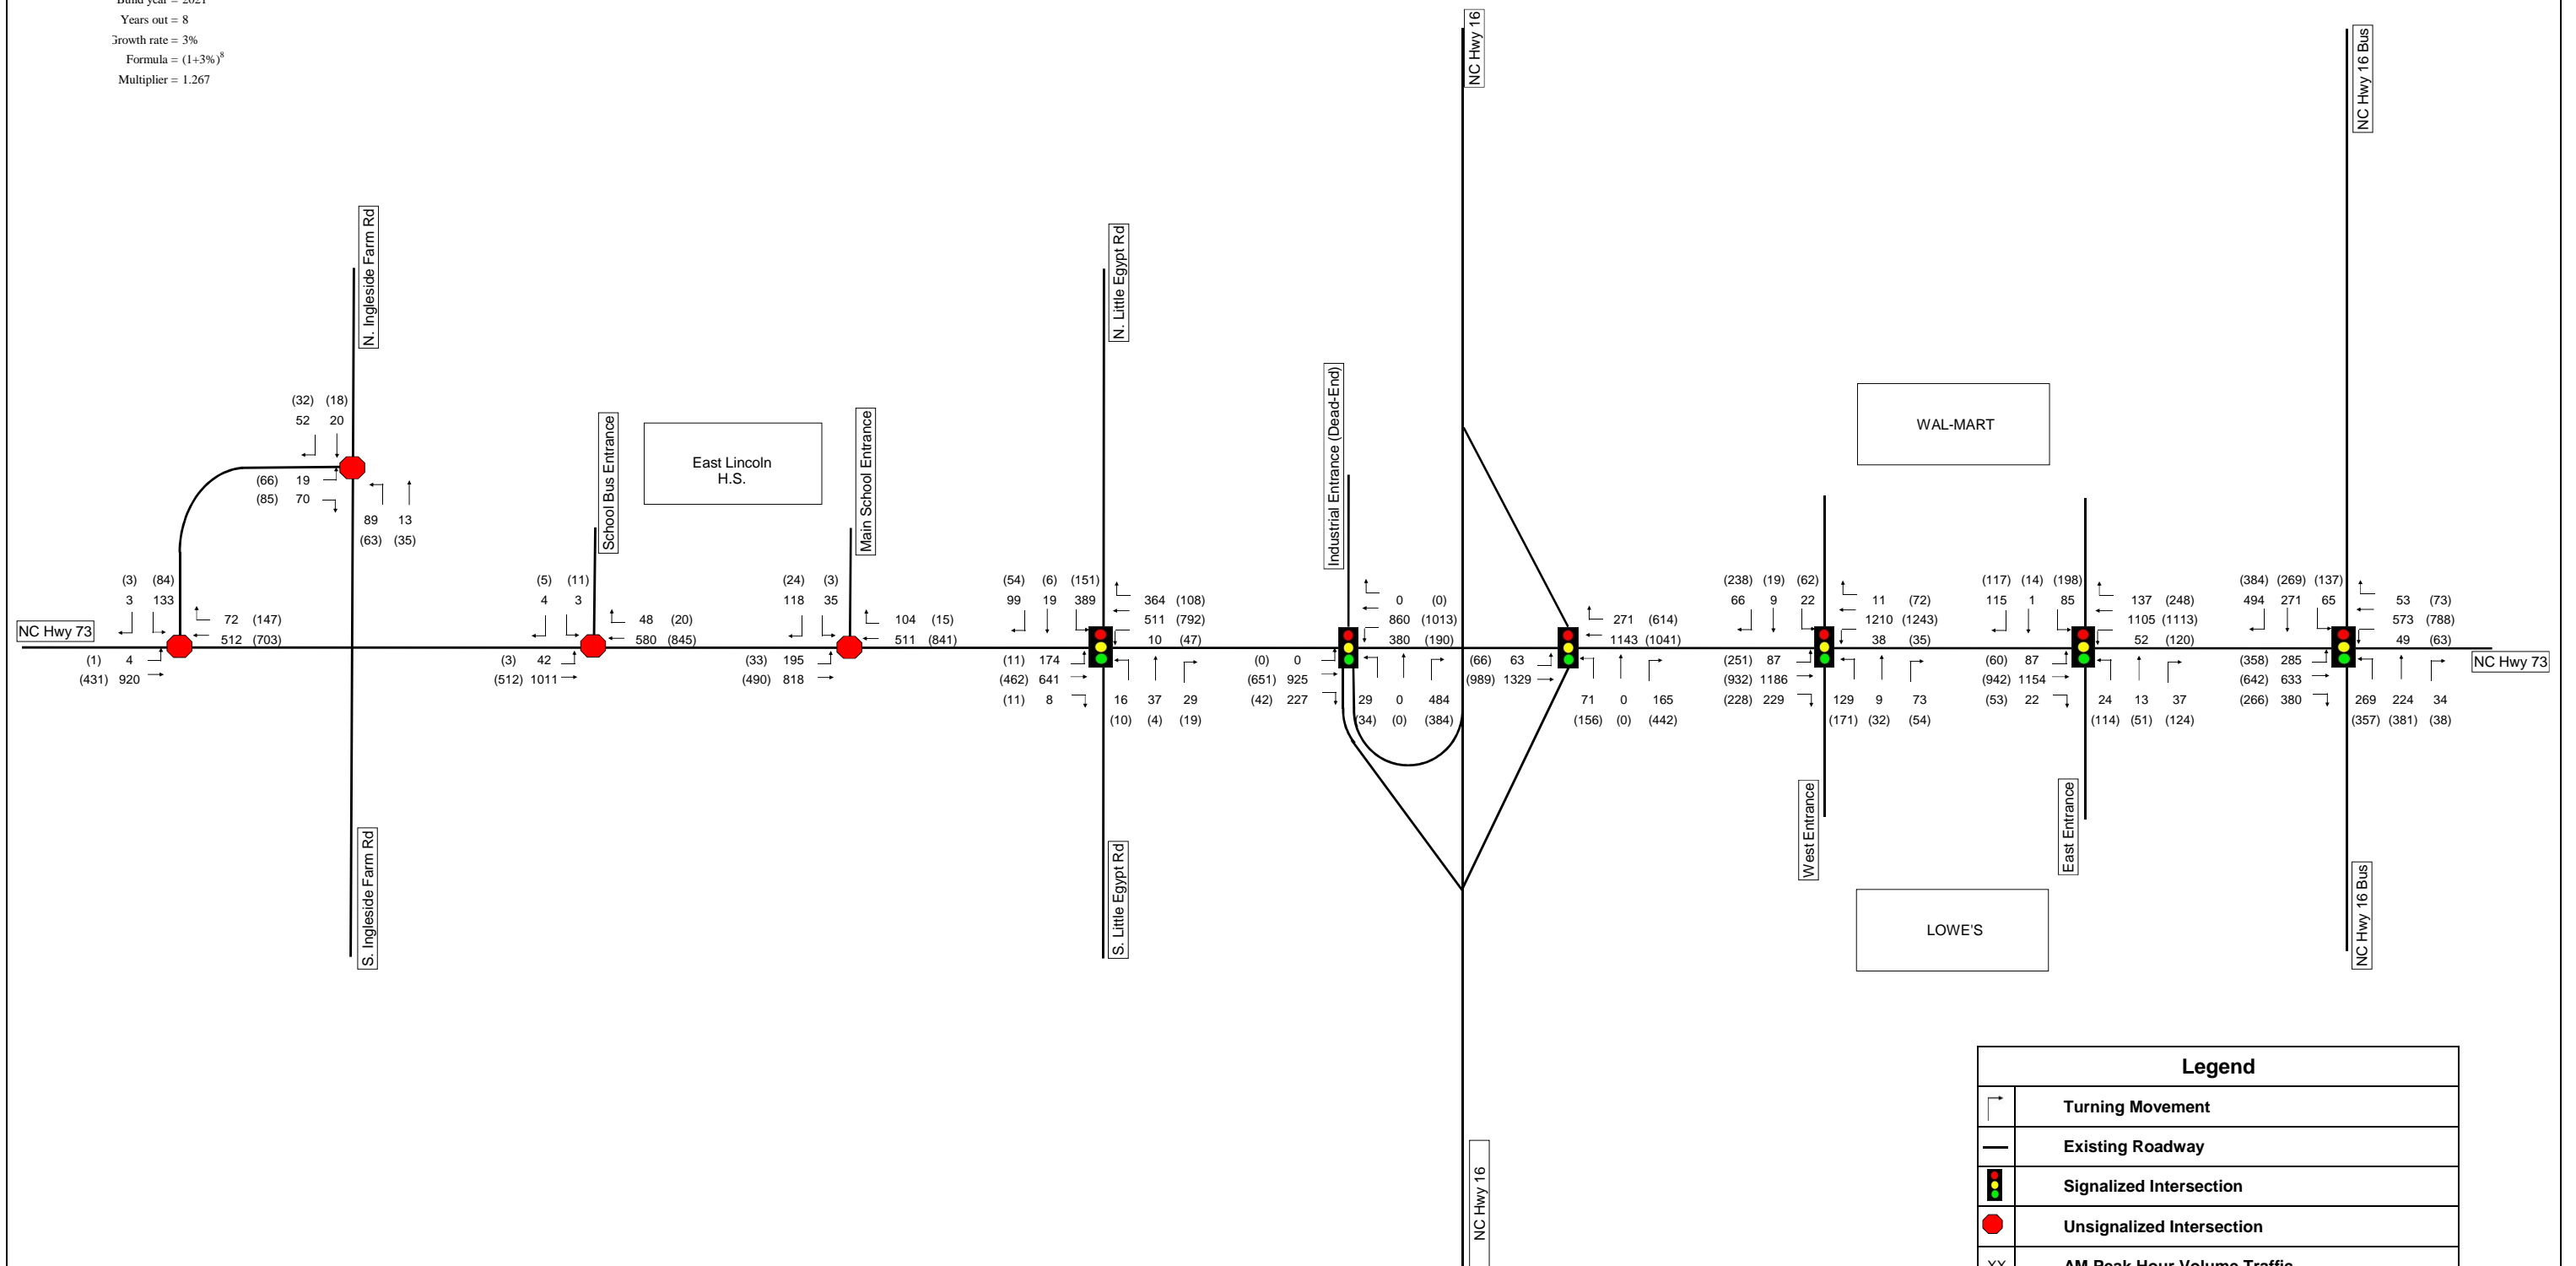 Build year = 2021
Years out = 8
Growth rate = 3%
Formula = (1+3%)8
Multiplier = 1.267
NC Hwy 16
NC Hwy 16 Bus
N. Ingleside Farm Rd
N. Little Egypt Rd
Industrial Entrance (Dead-End)
WAL-MART
(32) (18)
52 20
School Bus Entrance
East Lincoln
H.S.
Main School Entrance
(66) 19
(85) 70
89 13
(63) (35)
(3) (84)
3 133
72 (147)
512 (703)
NC Hwy 73
(1) 4
(431) 920
(5) (11)
4 3
48 (20)
580 (845)
(3) 42
(512) 1011
(24) (3)
118 35
104 (15)
511 (841)
(33) 195
(490) 818
(54) (6) (151)
99 19 389
364 (108)
511 (792)
10 (47)
(11) 174
(462) 641
(11) 8
16 37 29
(10) (4) (19)
0 (0)
860 (1013)
380 (190)
(0) 0
(651) 925
(42) 227
29 0 484
(34) (0) (384)
271 (614)
1143 (1041)
(66) 63
(989) 1329
71 0 165
(156) (0) (442)
(238) (19) (62)
66 9 22
11 (72)
1210 (1243)
38 (35)
(251) 87
(932) 1186
(228) 229
129 9 73
(171) (32) (54)
(117) (14) (198)
115 1 85
137 (248)
1105 (1113)
52 (120)
(60) 87
(942) 1154
(53) 22
24 13 37
(114) (51) (124)
(384) (269) (137)
494 271 65
53 (73)
573 (788)
49 (63)
(358) 285
(642) 633
(266) 380
269 224 34
(357) (381) (38)
NC Hwy 73
S. Ingleside Farm Rd
S. Little Egypt Rd
West Entrance
East Entrance
NC Hwy 16 Bus
LOWE'S
NC Hwy 16
Legend
Turning Movement
Existing Roadway
Signalized Intersection
Unsignalized Intersection
XX AM Peak Hour Volume Traffic